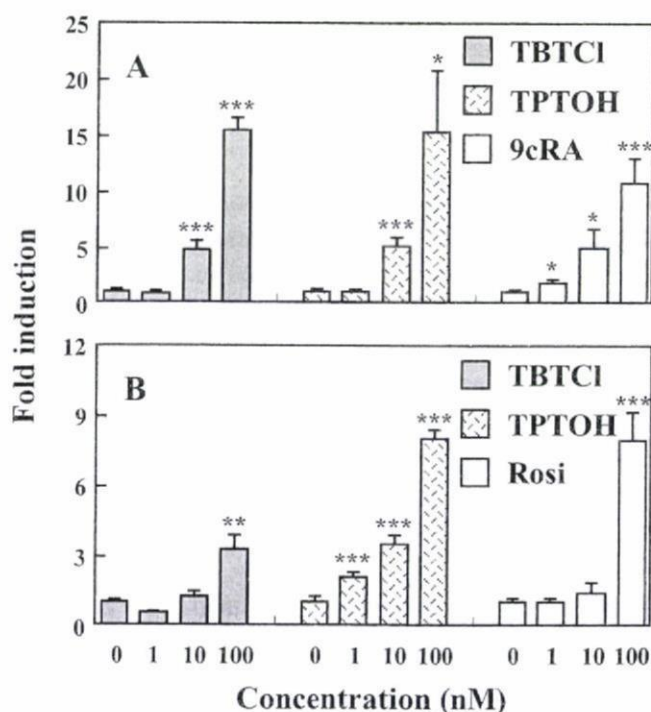 25
20
15
10
5
0
A
TBTCl
TPTOH
9cRA
***
***
***
*
*
*
***
Fold induction
12
9
6
3
0
B
TBTCl
TPTOH
Rosi
**
***
***
***
***
0 1 10 100 0 1 10 100 0 1 10 100
Concentration (nM)